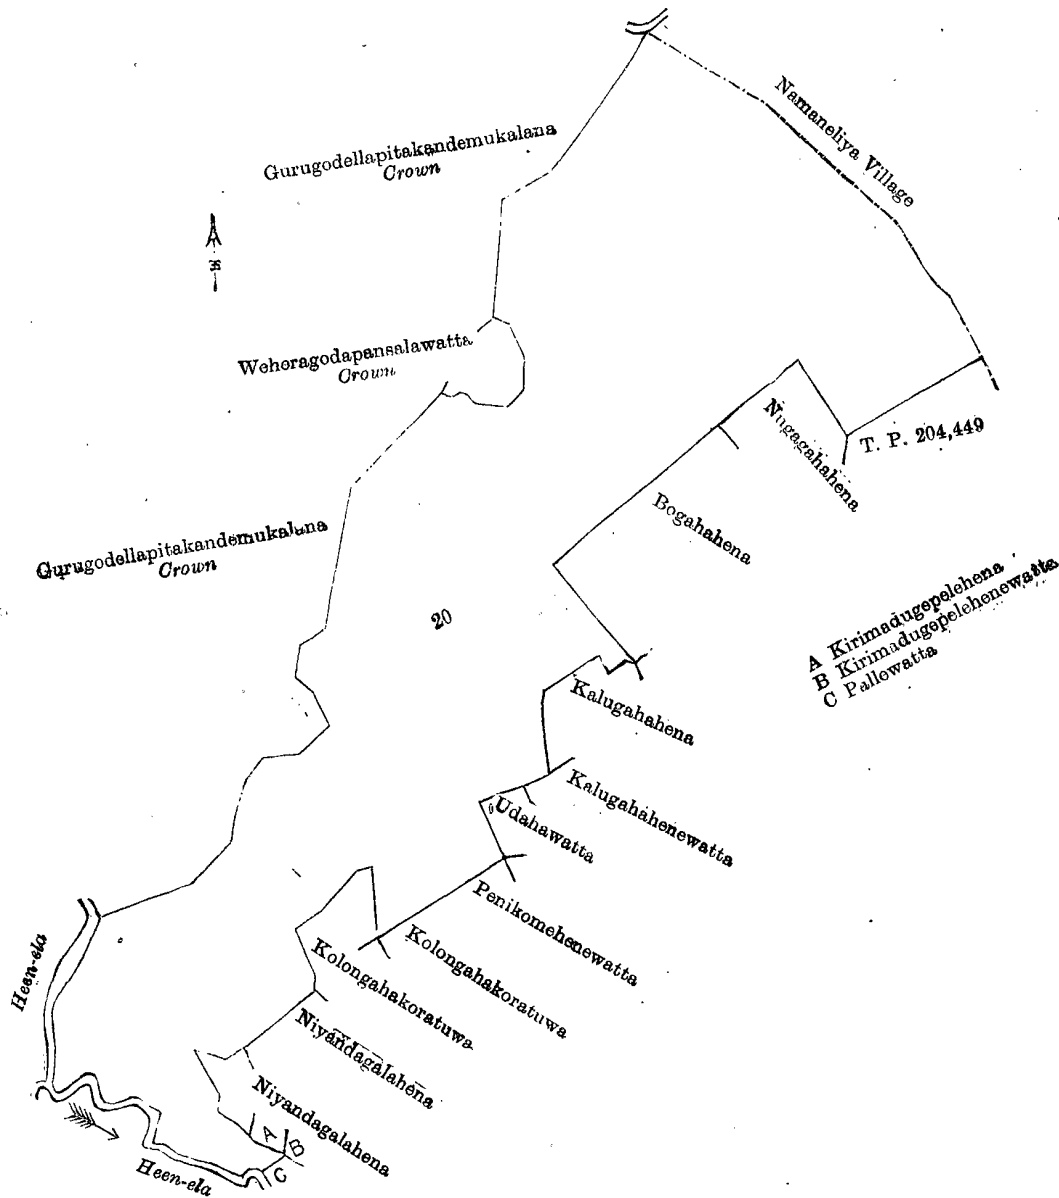 Namaneliya Village
Gurugodellapitakandemukalana
Crown
Weheragodapansalawatta
Crown
Nugagahahena
T. P. 204,449
Bogahahena
Gurugodellapitakandemukalana
Crown
20
A Kirimadugepelehena
B Kirimadugepelehenewatta
C Pallewatta
Kalugahahena
Kalugahahenewatta
Udahawatta
Penikomehenewatta
Kolongahakoratuwa
Kolongahakoratuwa
Heen-ela
Niyandagalahena
Niyandagalahena
A
B
C
Heen-ela